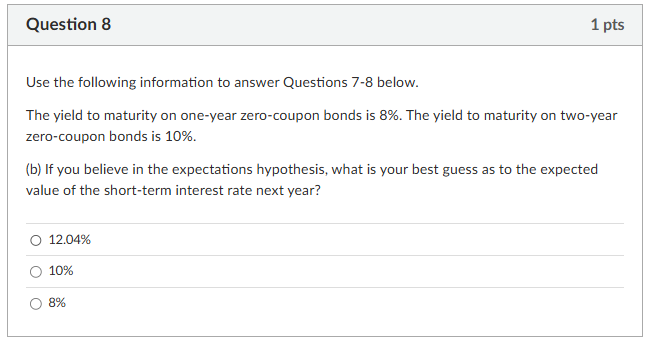 Question 8
1 pts
Use the following information to answer Questions 7-8 below.
The yield to maturity on one-year zero-coupon bonds is 8%. The yield to maturity on two-year
zero-coupon bonds is 10%.
(b) If you believe in the expectations hypothesis, what is your best guess as to the expected
value of the short-term interest rate next year?
12.04%
10%
8%